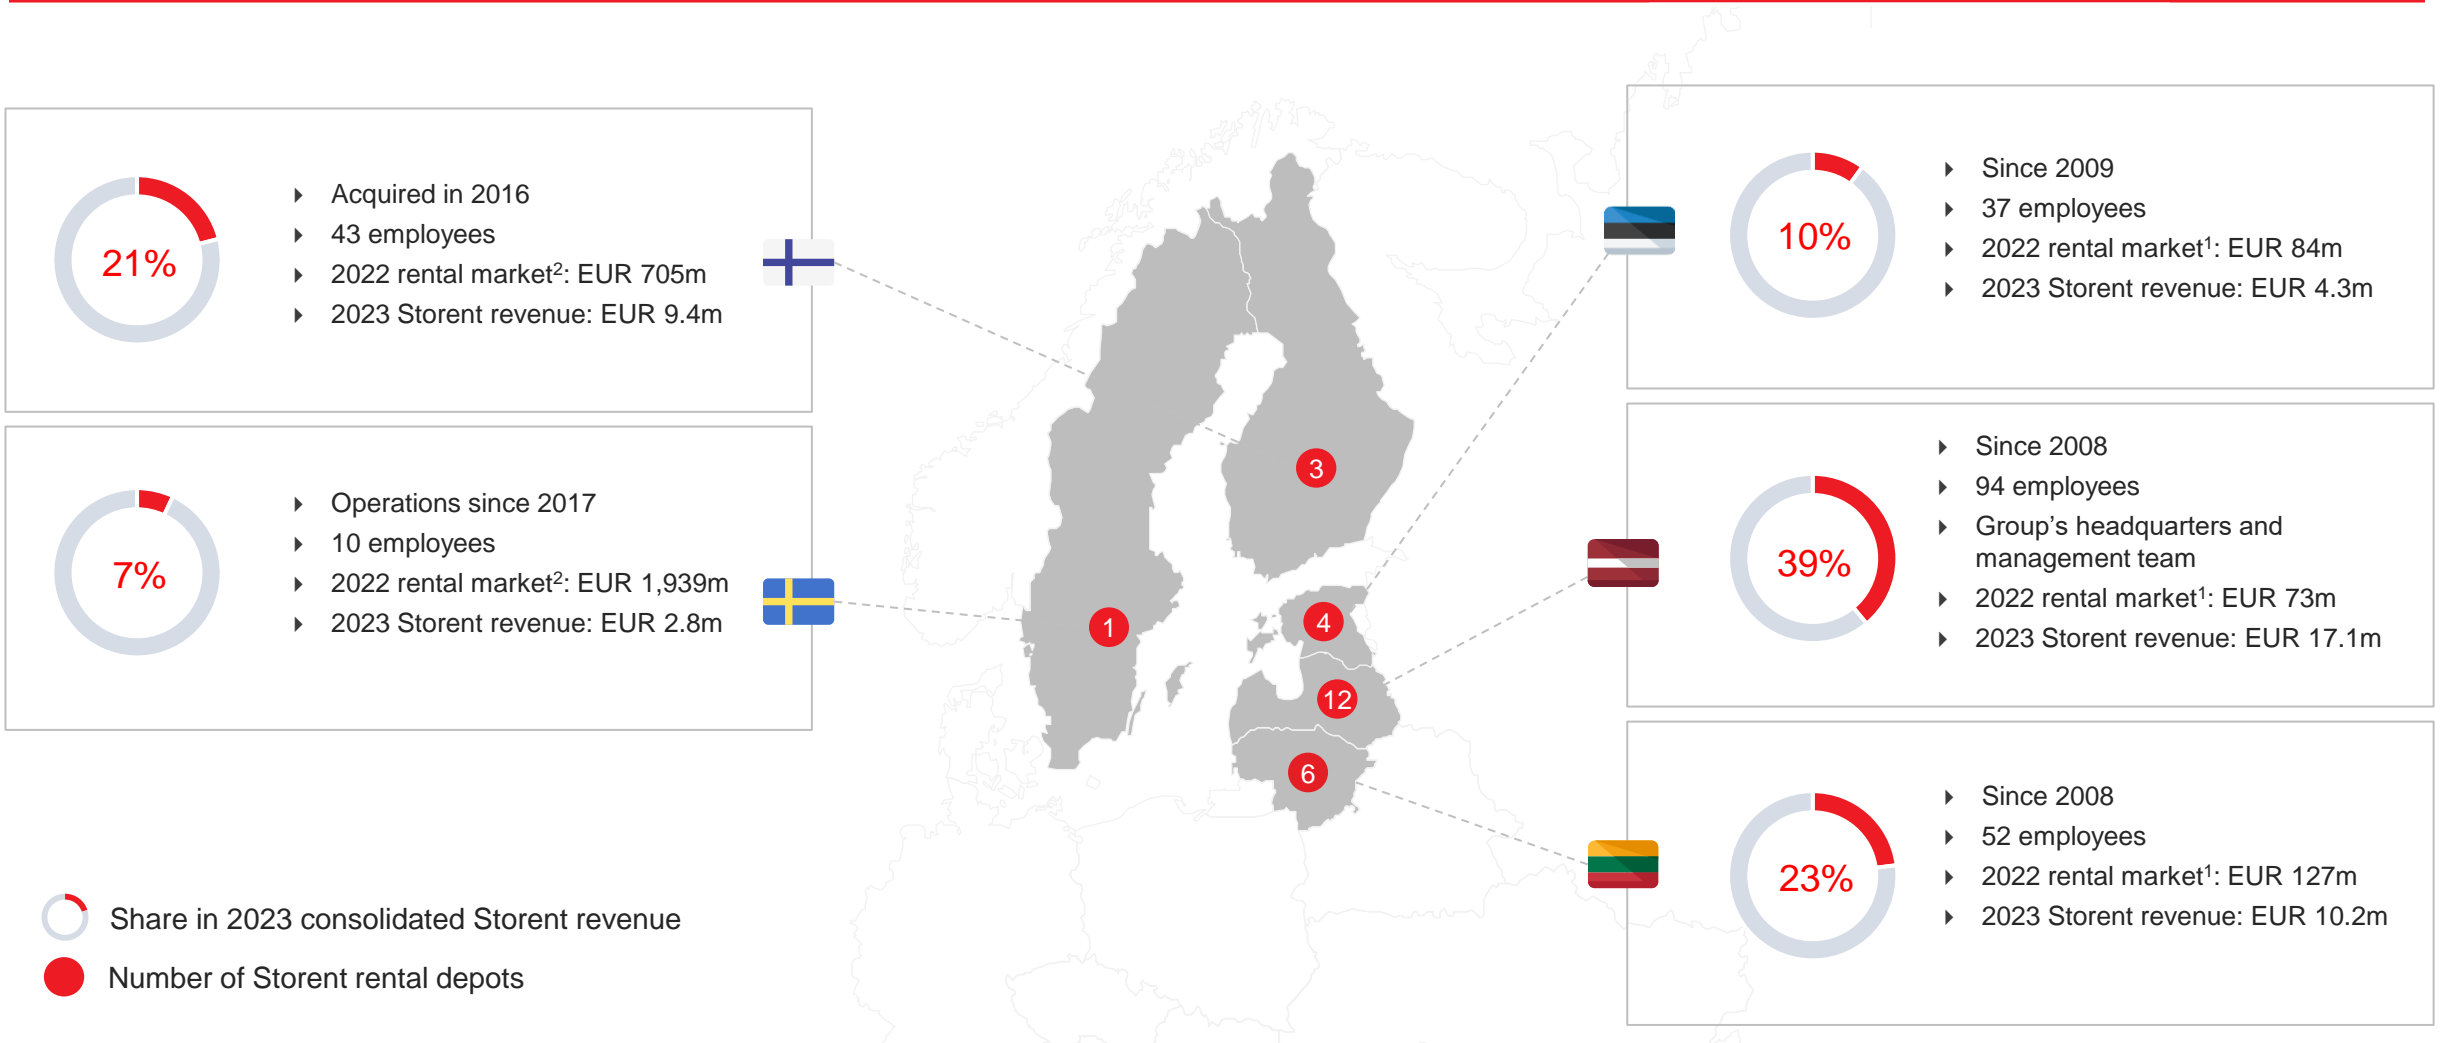 21%
Acquired in 2016
43 employees
2022 rental market²: EUR 705m
2023 Storent revenue: EUR 9.4m
7%
Operations since 2017
10 employees
2022 rental market²: EUR 1,939m
2023 Storent revenue: EUR 2.8m
3
1
4
12
6
10%
Since 2009
37 employees
2022 rental market¹: EUR 84m
2023 Storent revenue: EUR 4.3m
39%
Since 2008
94 employees
Group’s headquarters and
management team
2022 rental market¹: EUR 73m
2023 Storent revenue: EUR 17.1m
23%
Since 2008
52 employees
2022 rental market¹: EUR 127m
2023 Storent revenue: EUR 10.2m
Share in 2023 consolidated Storent revenue
Number of Storent rental depots